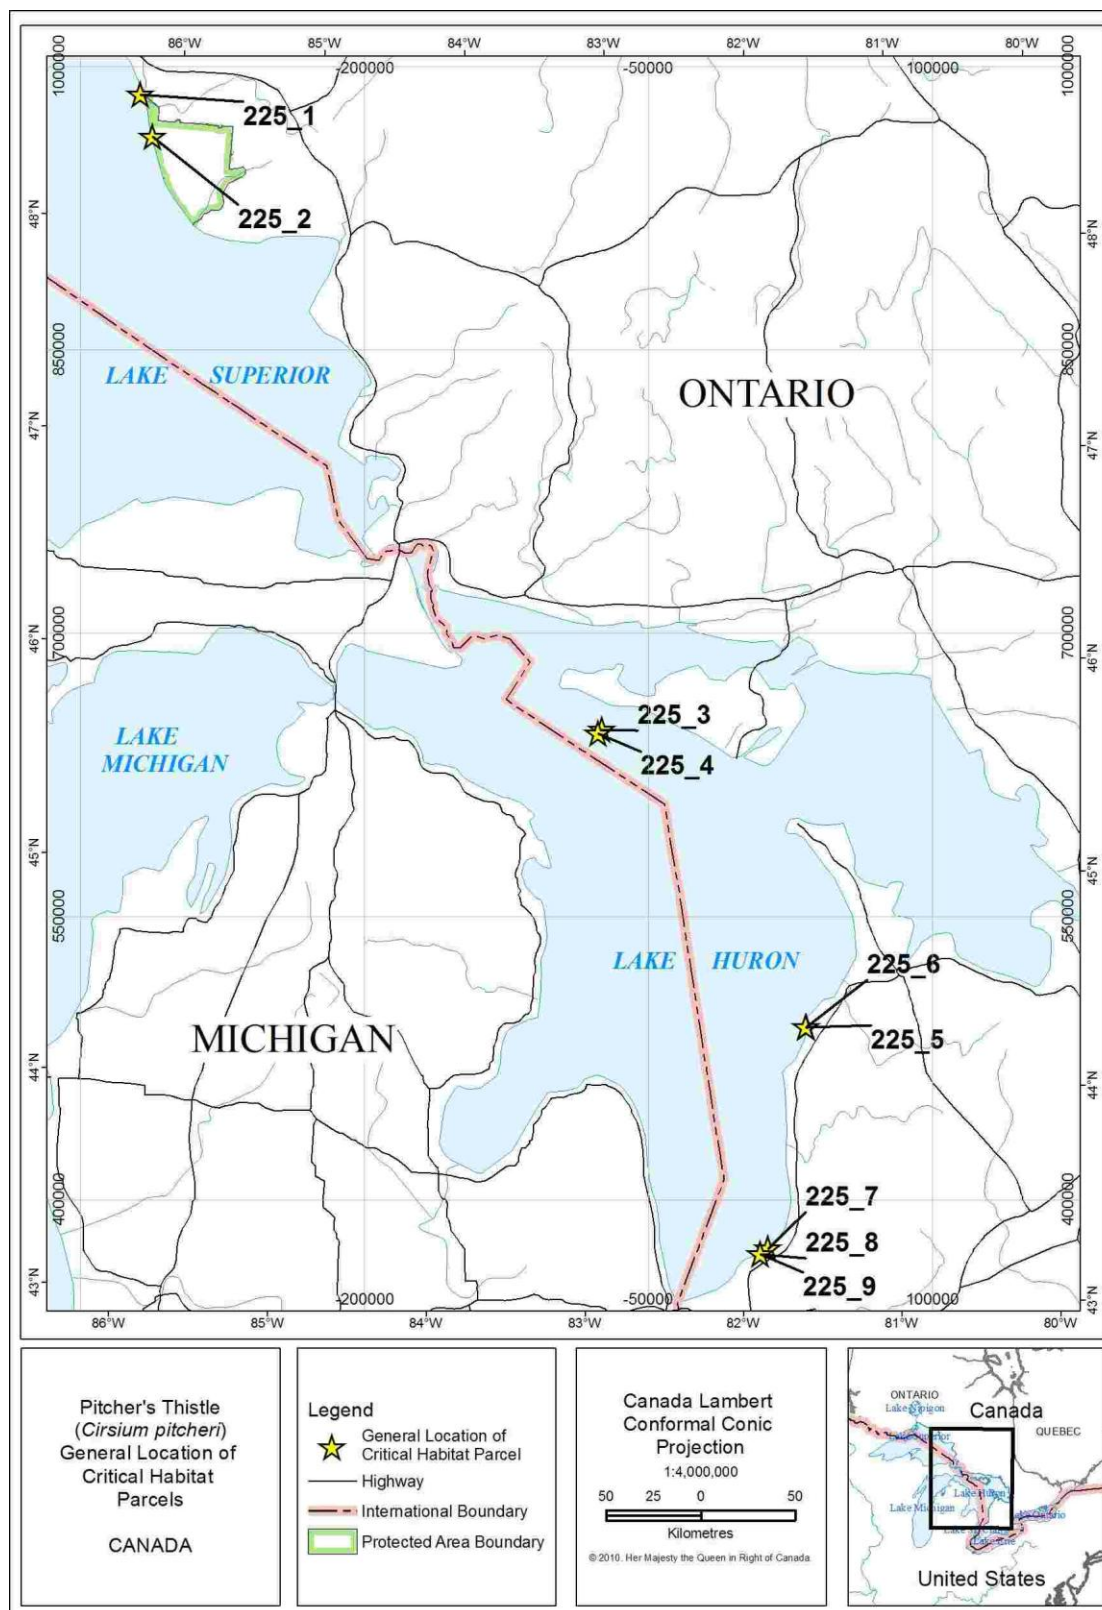 86°W 85°W 84°W 83°W 82°W 81°W 80°W
1000000 -200000 -50000 100000 1000000
225_1
225_2
48°N 48°N
850000 850000
LAKE SUPERIOR
ONTARIO
47°N 47°N
700000 700000
46°N 46°N
225_3
LAKE
MICHIGAN
225_4
45°N 45°N
550000 550000
LAKE HURON
225_6
MICHIGAN
225_5
44°N 44°N
400000 400000
225_7
225_8
225_9
43°N 43°N
-200000 -50000 100000
86°W 85°W 84°W 83°W 82°W 81°W 80°W
Pitcher's Thistle
(Cirsium pitcheri)
General Location of
Critical Habitat
Parcels
CANADA
Legend
General Location of
Critical Habitat Parcel
Highway
International Boundary
Protected Area Boundary
Canada Lambert
Conformal Conic
Projection
1:4,000,000
50 25 0 50
Kilometres
© 2010. Her Majesty the Queen in Right of Canada
ONTARIO
Lake Nipigon
Canada
QUEBEC
Lake Superior
Lake Huron
Lake Michigan
Lake Erie
United States